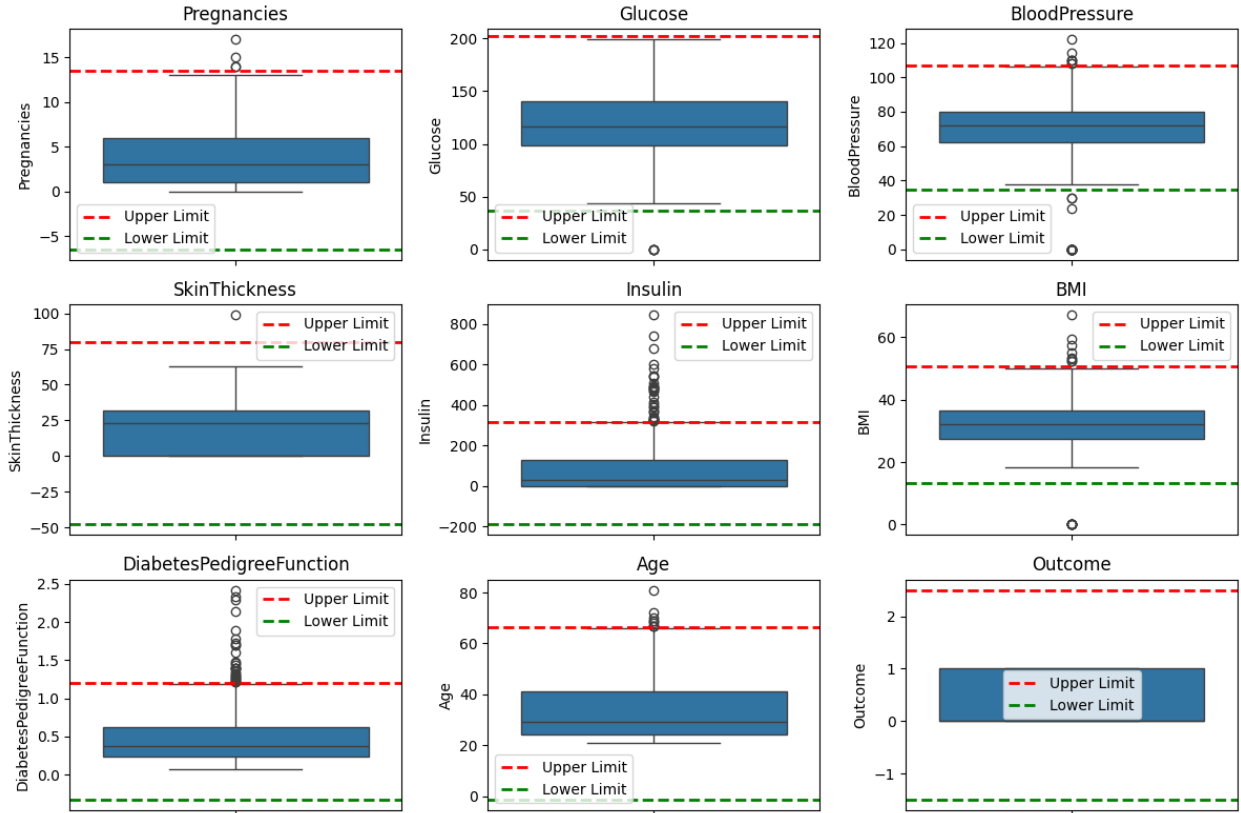 Pregnancies
Pregnancies
15
10
5
0
−5
Upper Limit
Lower Limit
Glucose
Glucose
200
150
100
50
0
Upper Limit
Lower Limit
BloodPressure
BloodPressure
120
100
80
60
40
20
0
Upper Limit
Lower Limit
SkinThickness
SkinThickness
100
75
50
25
0
−25
−50
Upper Limit
Lower Limit
Insulin
Insulin
800
600
400
200
0
−200
Upper Limit
Lower Limit
BMI
BMI
60
40
20
0
Upper Limit
Lower Limit
DiabetesPedigreeFunction
DiabetesPedigreeFunction
2.5
2.0
1.5
1.0
0.5
0.0
Upper Limit
Lower Limit
Age
Age
80
60
40
20
0
Upper Limit
Lower Limit
Outcome
Outcome
2
1
0
−1
Upper Limit
Lower Limit